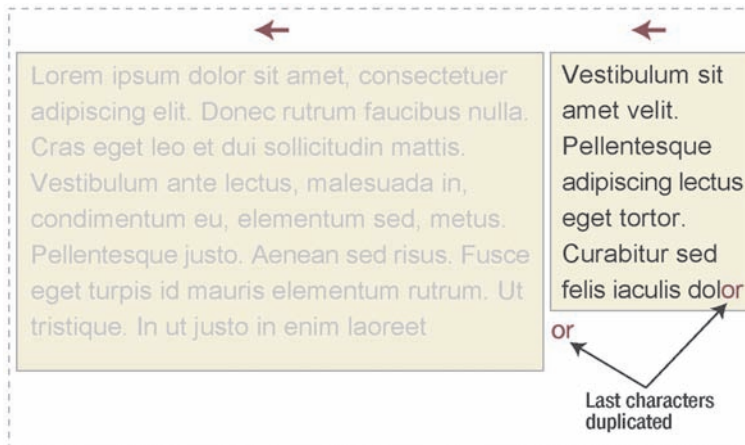 Lorem ipsum dolor sit amet, consectetuer
adipiscing elit. Donec rutrum faucibus nulla.
Cras eget leo et dui sollicitudin mattis.
Vestibulum ante lectus, malesuada in,
condimentum eu, elementum sed, metus.
Pellentesque justo. Aenean sed risus. Fusce
eget turpis id mauris elementum rutrum. Ut
tristique. In ut justo in enim laoreet
Vestibulum sit
amet velit.
Pellentesque
adipiscing lectus
eget tortor.
Curabitur sed
felis iaculis dolor
or
Last characters
duplicated